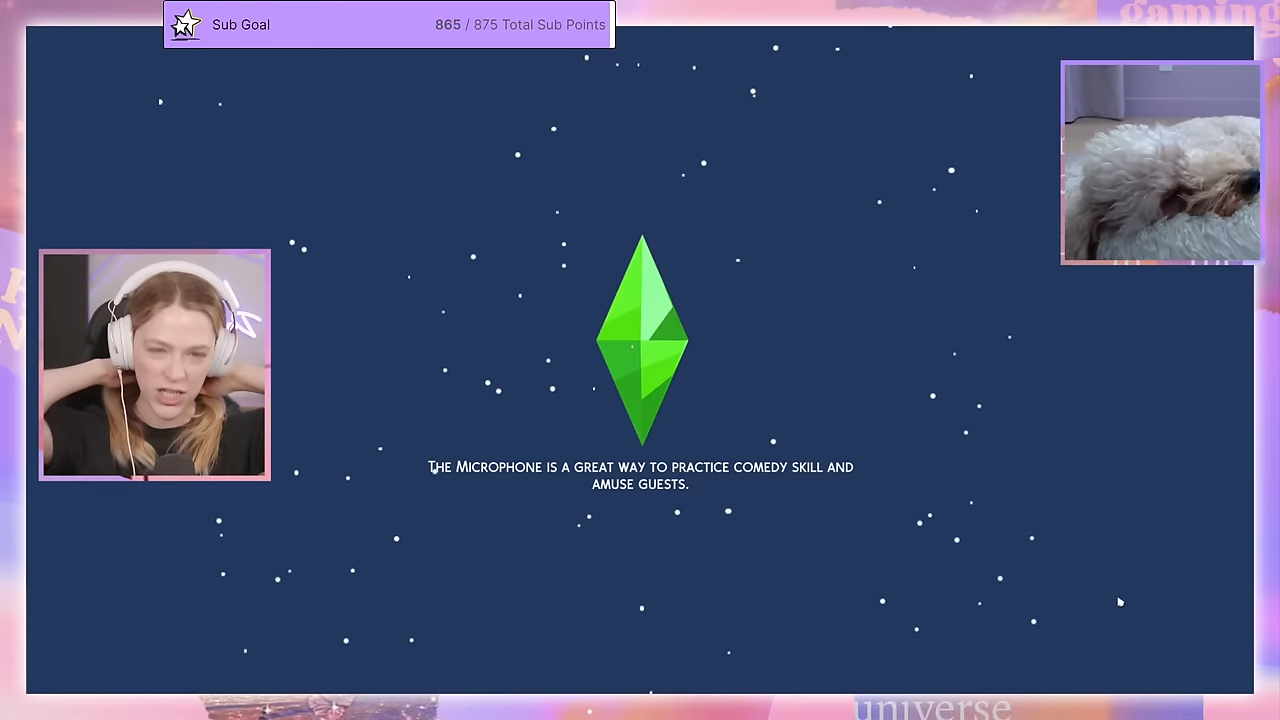 gaming
Sub Goal 865 / 875 Total Sub Points
THE MICROPHONE IS A GREAT WAY TO PRACTICE COMEDY SKILL AND
AMUSE GUESTS.
universe